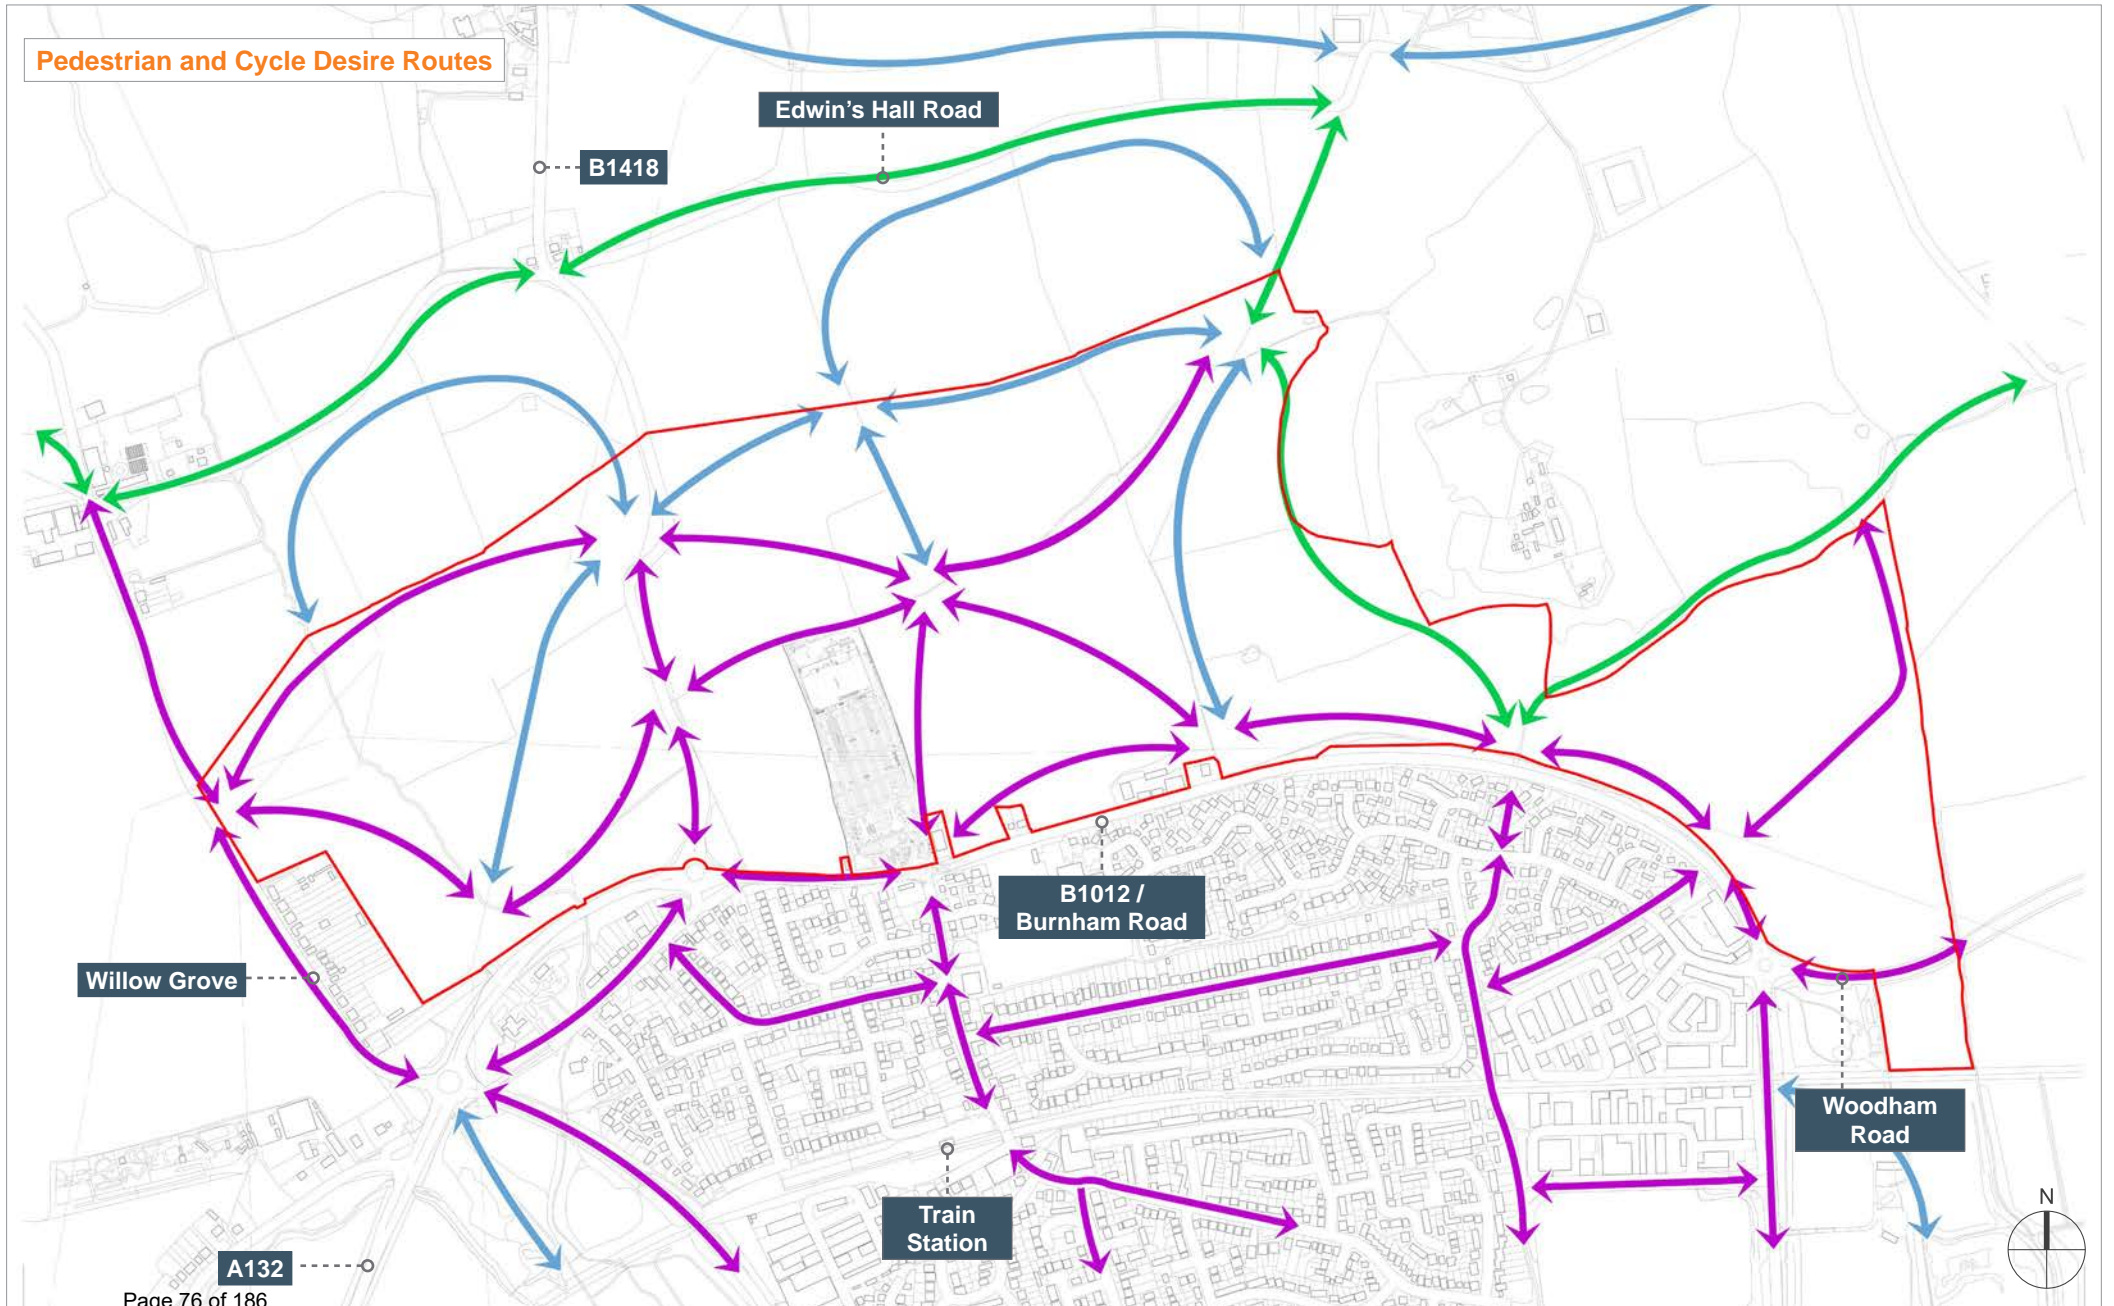 Pedestrian and Cycle Desire Routes
Edwin's Hall Road
B1418
B1012 /
Burnham Road
Willow Grove
Woodham
Road
Train
Station
N
A132
Page 76 of 186